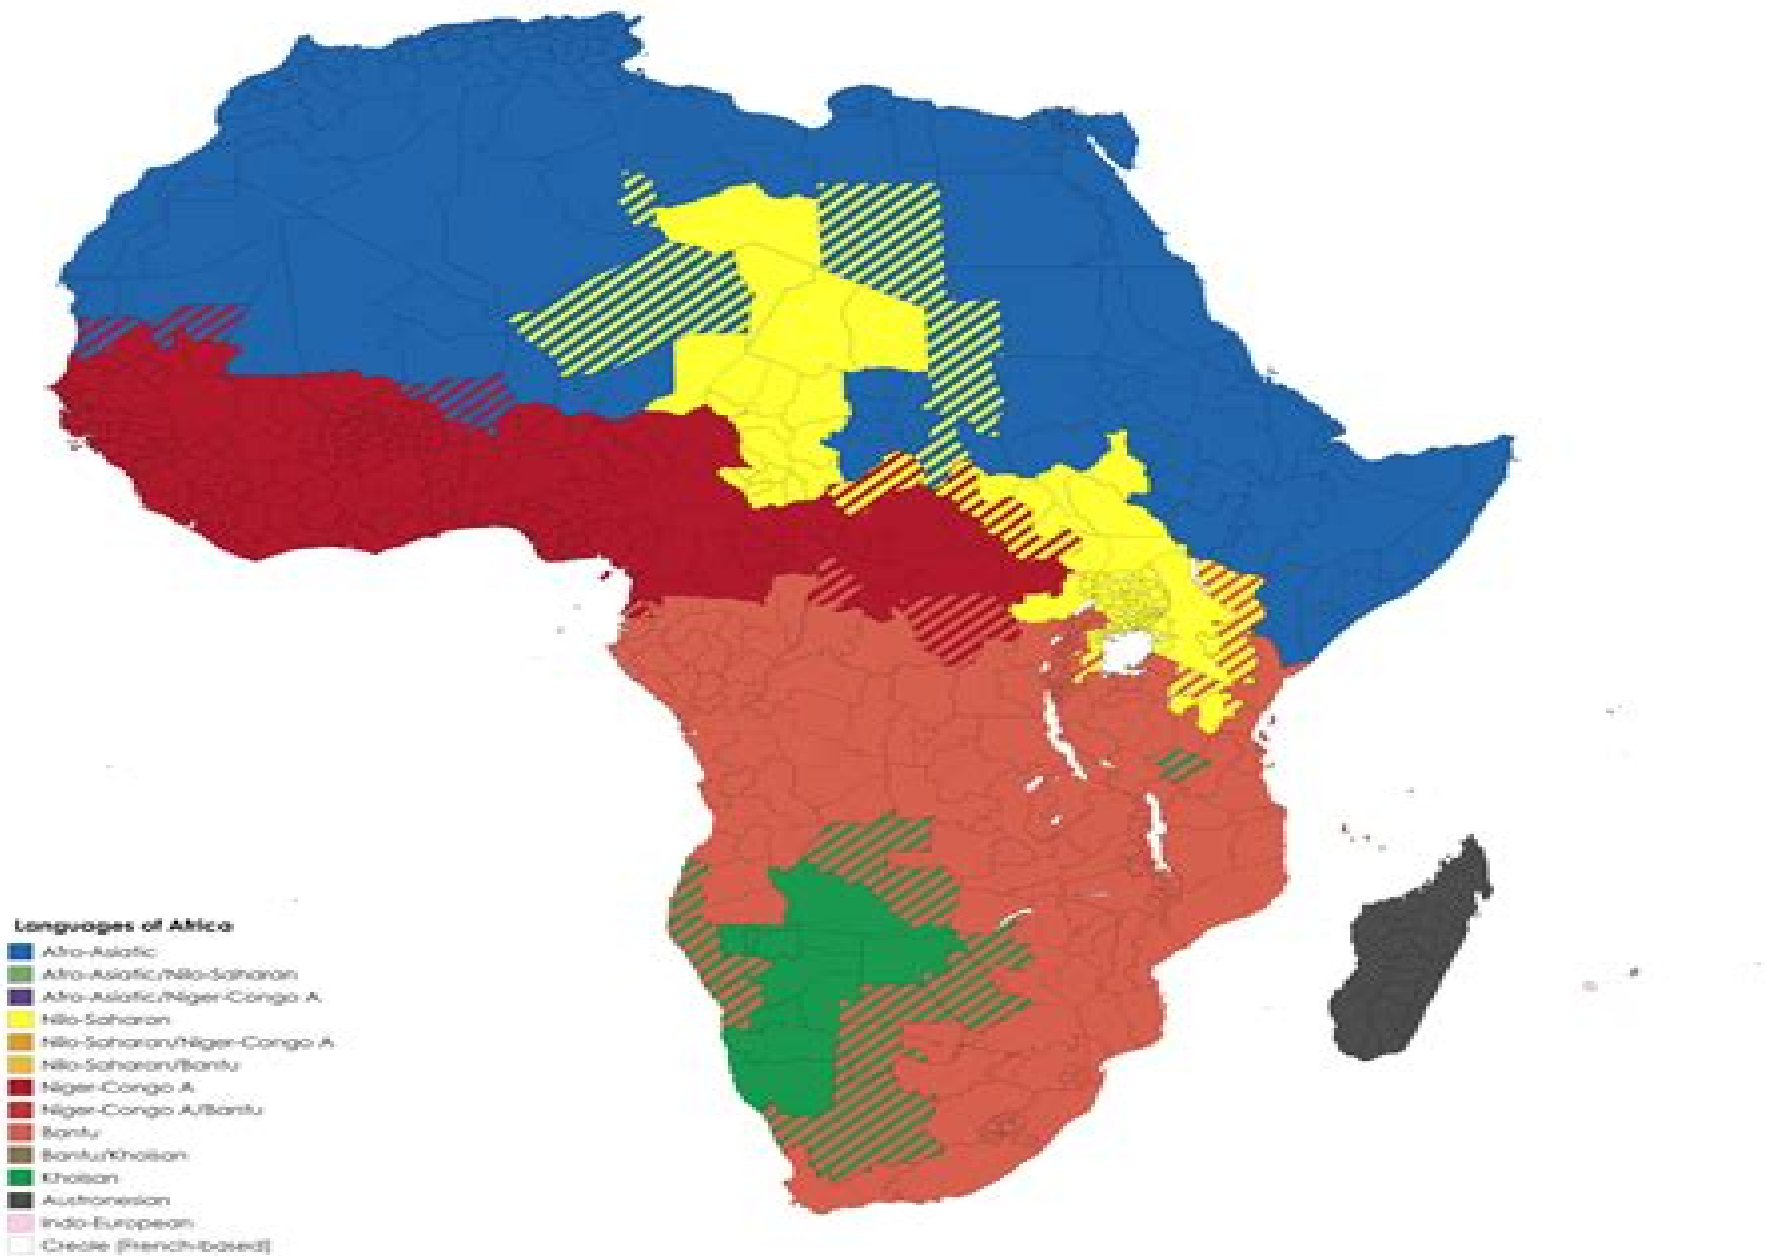 Languages of Africa
Afro-Asiatic
Afro-Asiatic/Nilo-Saharan
Afro-Asiatic/Niger-Congo A
Nilo-Saharan
Nilo-Saharan/Niger-Congo A
Nilo-Saharan/Bantu
Niger-Congo A
Niger-Congo A/Bantu
Bantu
Bantu/Khoisan
Khoisan
Austronesian
Indo-European
Creole (French-based)